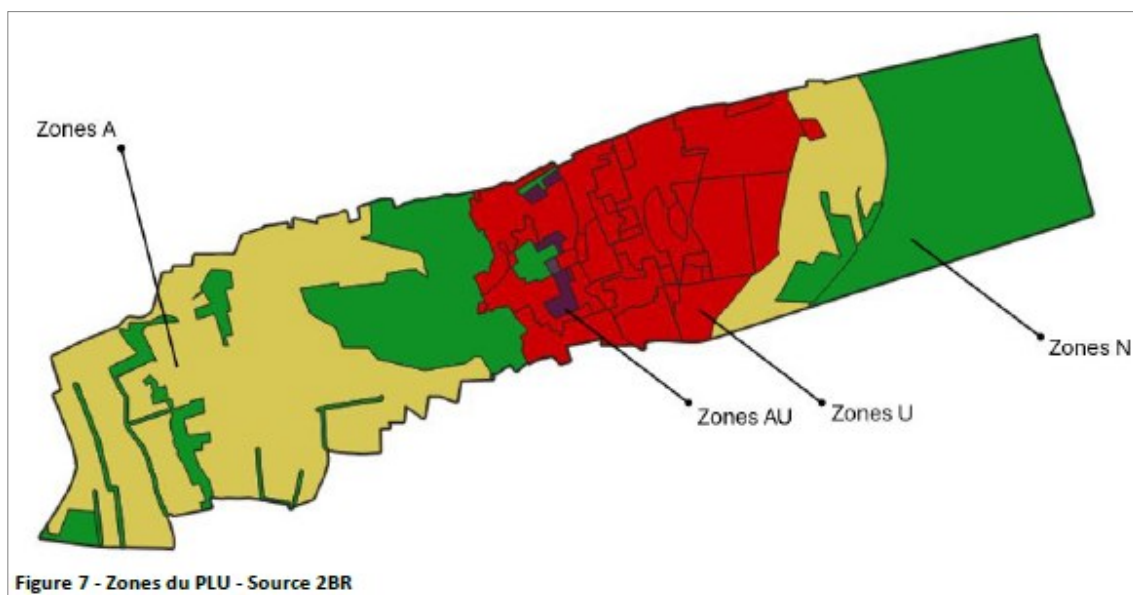 Zones A
Zones N
Zones AU
Zones U
Figure 7 - Zones du PLU - Source 2BR